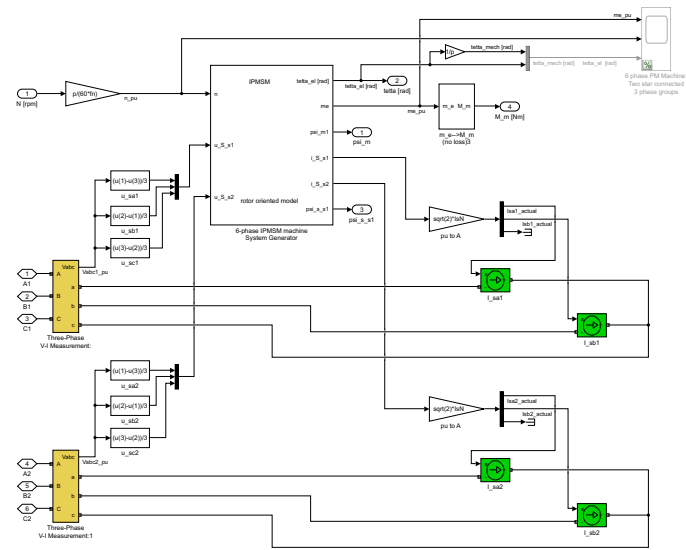 me_pu
tetta_mech [rad]
1/p
tetta_mech [rad] tetta_el [rad]
6 phase PM Machine
Two star connected
3 phase groups
1
N [rpm]
p/(60*fn)
n_pu
IPMSM
n
u_S_s1
u_S_s2
tetta_el [rad]
me
psi_m1
i_S_s1
i_S_s2
psi_s_s1
rotor oriented model
6-phase IPMSM machine
System Generator
tetta_el [rad]
2
tetta [rad]
me_pu
m_e M_m
m_e-->M_m
(no loss)3
4
M_m [Nm]
1
psi_m
3
psi_s_s1
(u(1)-u(3))/3
u_sa1
(u(2)-u(1))/3
u_sb1
(u(3)-u(2))/3
u_sc1
sqrt(2)*IsN
pu to A
Isa1_actual
Isb1_actual
Vabc
Vabc1_pu
1
A1
A
a
2
B1
B
b
3
C1
C
c
Three-Phase
V-I Measurement:
I_sa1
I_sb1
(u(1)-u(3))/3
u_sa2
(u(2)-u(1))/3
u_sb2
(u(3)-u(2))/3
u_sc2
sqrt(2)*IsN
pu to A
Isa2_actual
Isb2_actual
Vabc
Vabc2_pu
4
A2
A
a
5
B2
B
b
6
C2
C
c
Three-Phase
V-I Measurement:1
I_sa2
I_sb2